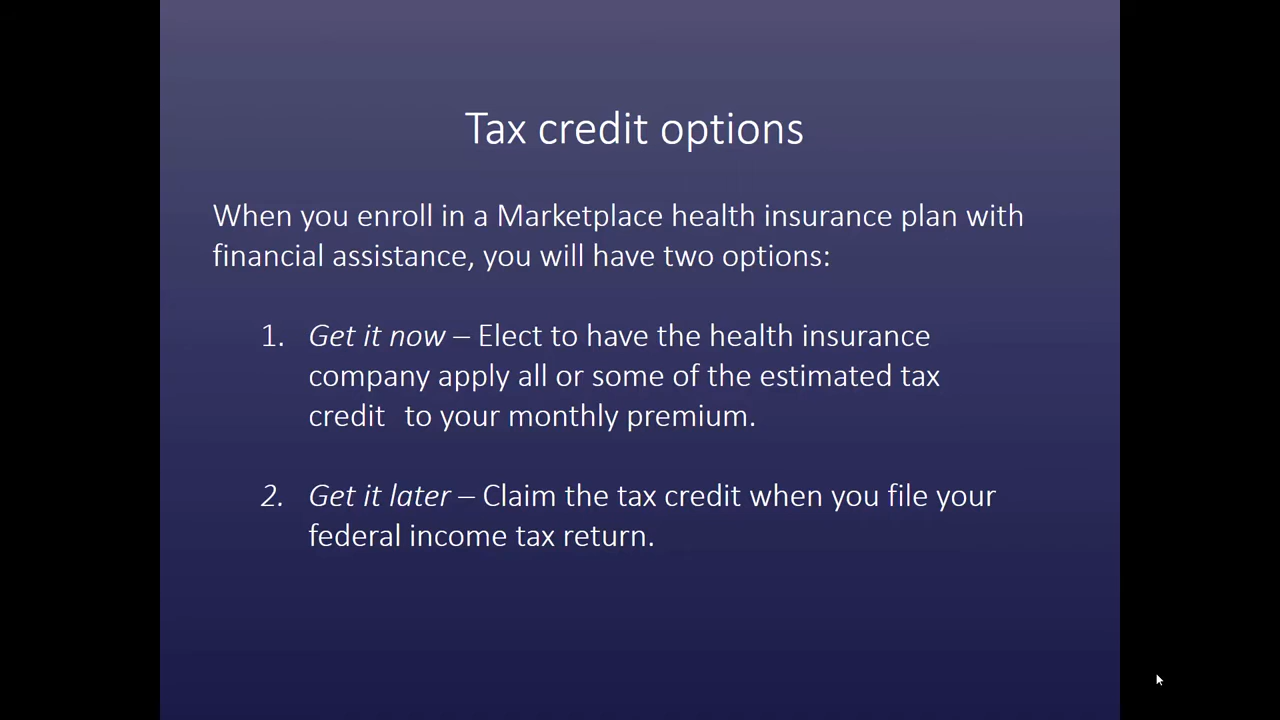 Tax credit options
When you enroll in a Marketplace health insurance plan with
financial assistance, you will have two options:
1. Get it now – Elect to have the health insurance
company apply all or some of the estimated tax
credit to your monthly premium.
2. Get it later – Claim the tax credit when you file your
federal income tax return.